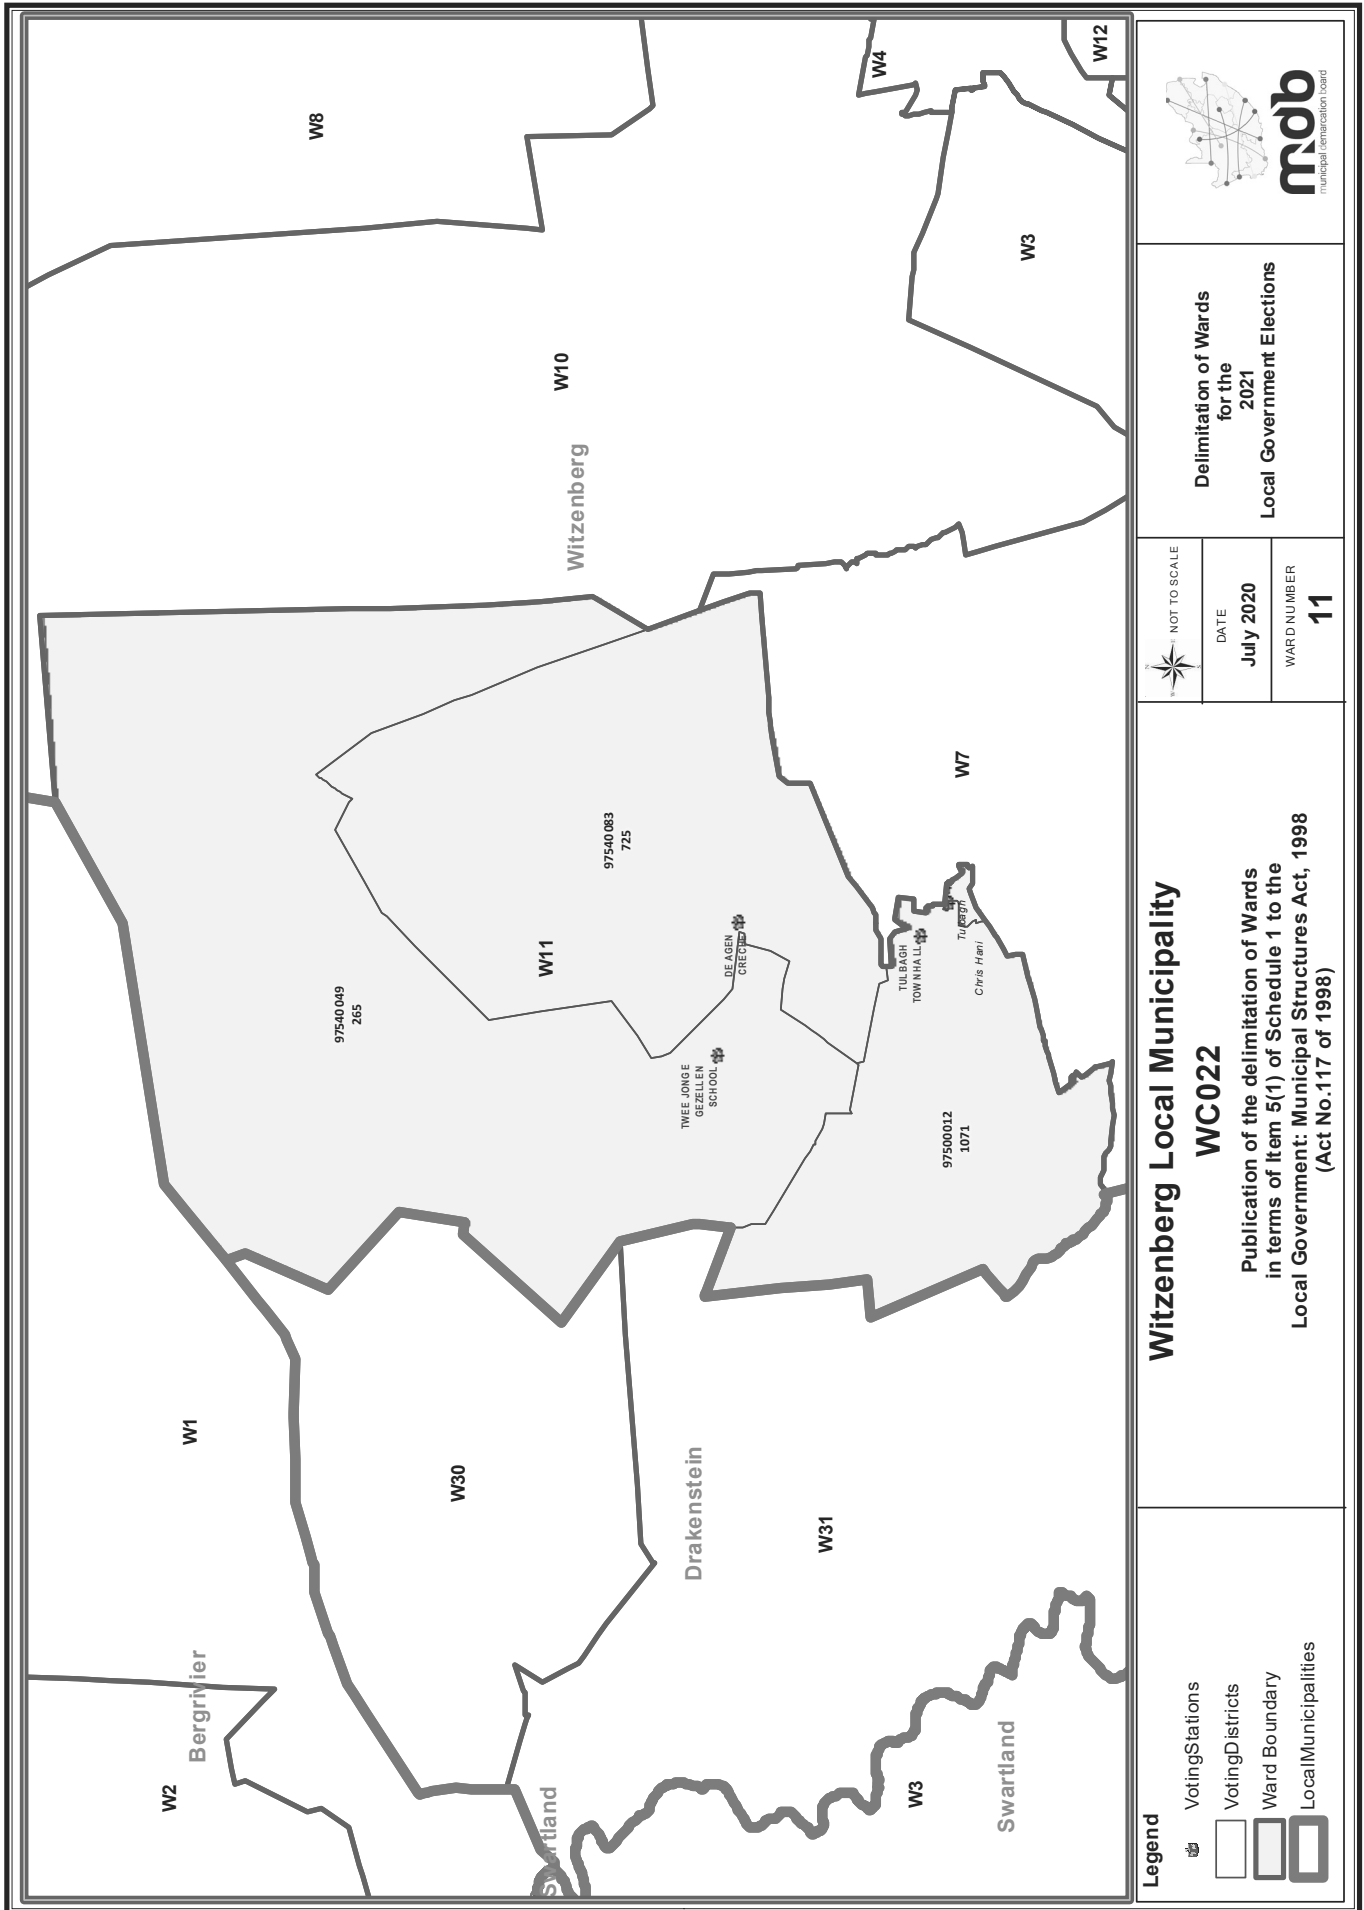 W8
W4
W12
W3
W10
Witzenberg
W7
97540083
725
W11
97540049
265
DE AGEN
CRECHE
TWEE JONGE
GEZELLEN
SCHOOL
TULBAGH
TOWN HALL
Tulbagh
Chris Hani
97500012
1071
W1
W30
Drakenstein
W31
Bergrivier
W2
Swartland
W3
Swartland
Legend
VotingStations
VotingDistricts
Ward Boundary
LocalMunicipalities
Witzenberg Local Municipality
WC022
Publication of the delimitation of Wards
in terms of Item 5(1) of Schedule 1 to the
Local Government: Municipal Structures Act, 1998
(Act No.117 of 1998)
N
E
S
W
NOT TO SCALE
DATE
July 2020
WARD NUMBER
11
Delimitation of Wards
for the
2021
Local Government Elections
mdb
municipal demarcation board